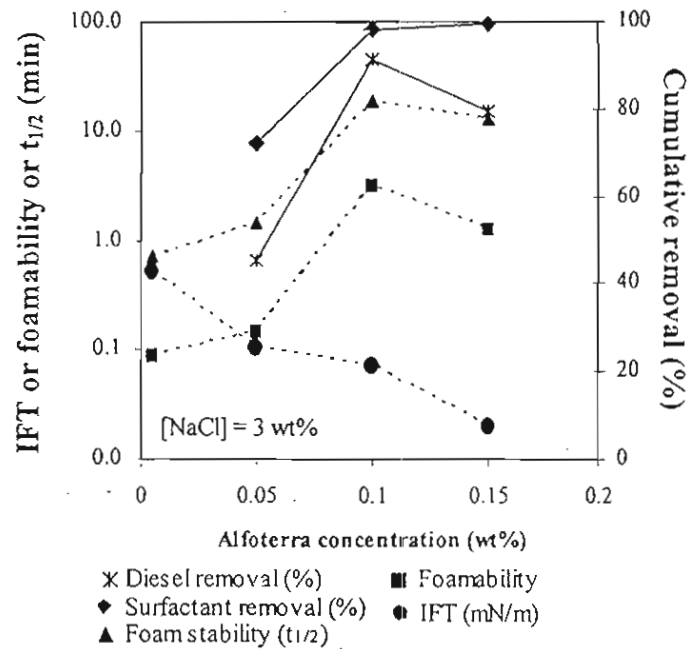 IFT or foamability or t1/2 (min)
100.0
10.0
1.0
0.1
0.0
100
80
60
40
20
0
Cumulative removal (%)
[NaCl] = 3 wt%
0 0.05 0.1 0.15 0.2
Alfoterra concentration (wt%)
Diesel removal (%) Foamability
Surfactant removal (%) IFT (mN/m)
Foam stability (t1/2)